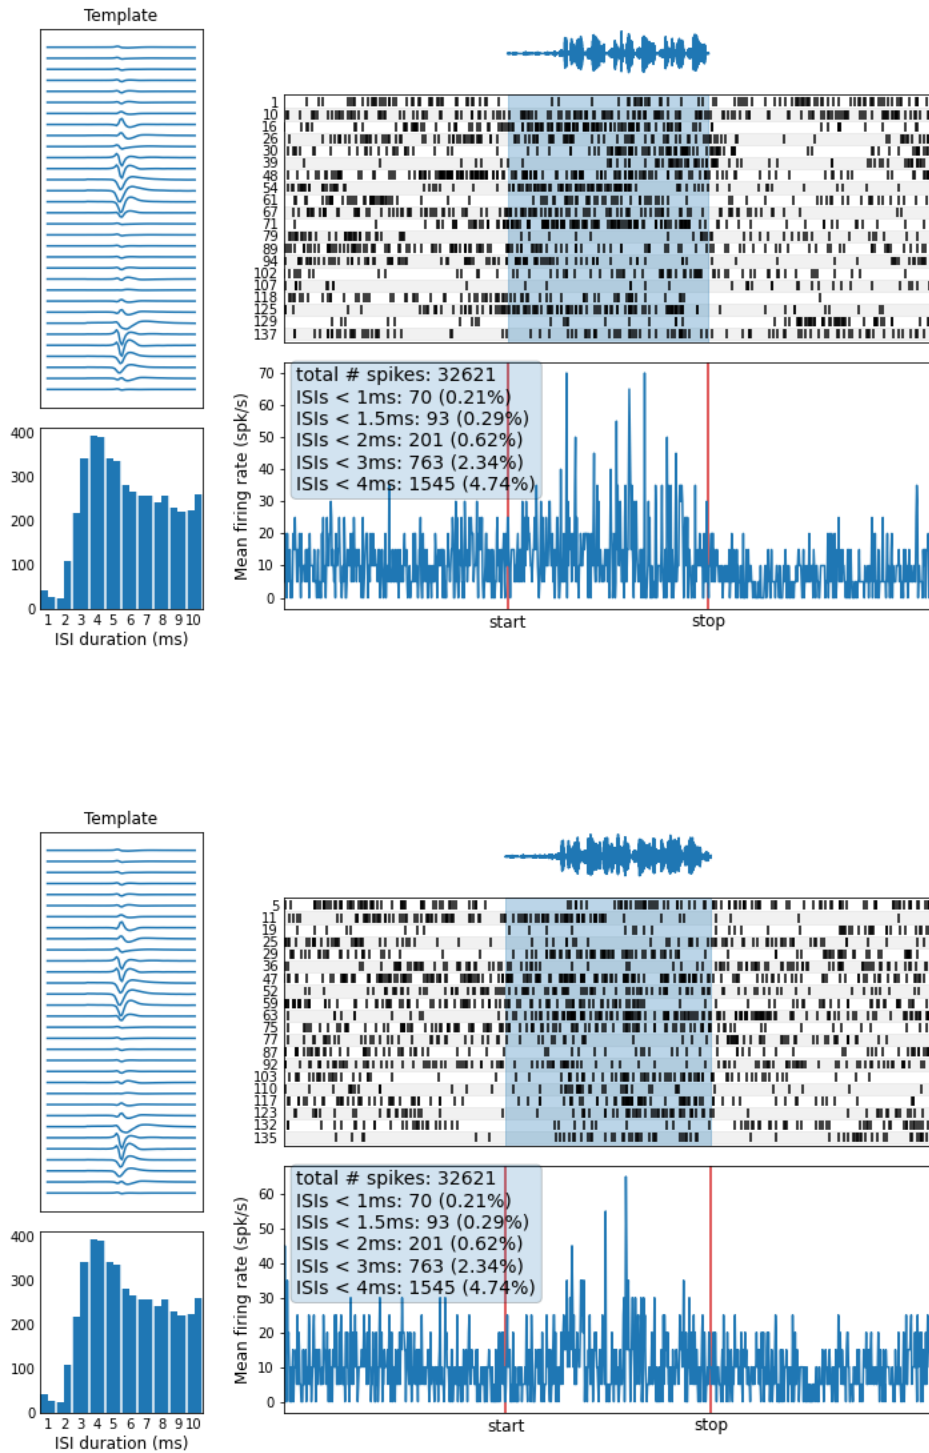 Template
1
10
16
26
30
39
48
54
61
67
71
79
89
94
102
107
118
125
129
137
400
300
200
100
0
1 2 3 4 5 6 7 8 9 10
ISI duration (ms)
Mean firing rate (spk/s)
70
60
50
40
30
20
10
0
total # spikes: 32621
ISIs < 1ms: 70 (0.21%)
ISIs < 1.5ms: 93 (0.29%)
ISIs < 2ms: 201 (0.62%)
ISIs < 3ms: 763 (2.34%)
ISIs < 4ms: 1545 (4.74%)
start stop
Template
5
11
19
25
29
36
47
52
59
63
75
77
87
92
103
110
117
123
132
135
400
300
200
100
0
1 2 3 4 5 6 7 8 9 10
ISI duration (ms)
Mean firing rate (spk/s)
60
50
40
30
20
10
0
total # spikes: 32621
ISIs < 1ms: 70 (0.21%)
ISIs < 1.5ms: 93 (0.29%)
ISIs < 2ms: 201 (0.62%)
ISIs < 3ms: 763 (2.34%)
ISIs < 4ms: 1545 (4.74%)
start stop